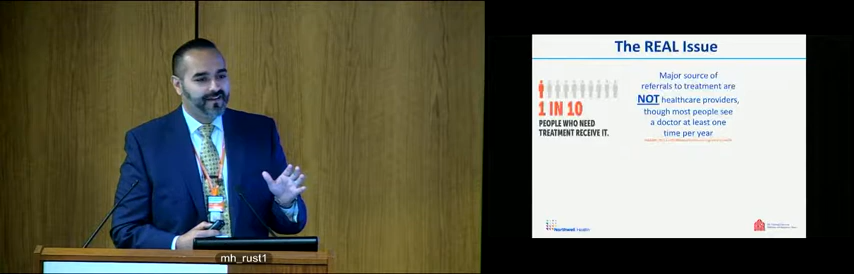 The REAL Issue
1 IN 10
PEOPLE WHO NEED
TREATMENT RECEIVE IT.
Major source of
referrals to treatment are
NOT healthcare providers,
though most people see
a doctor at least one
time per year
Northwell Health
mh_rust1